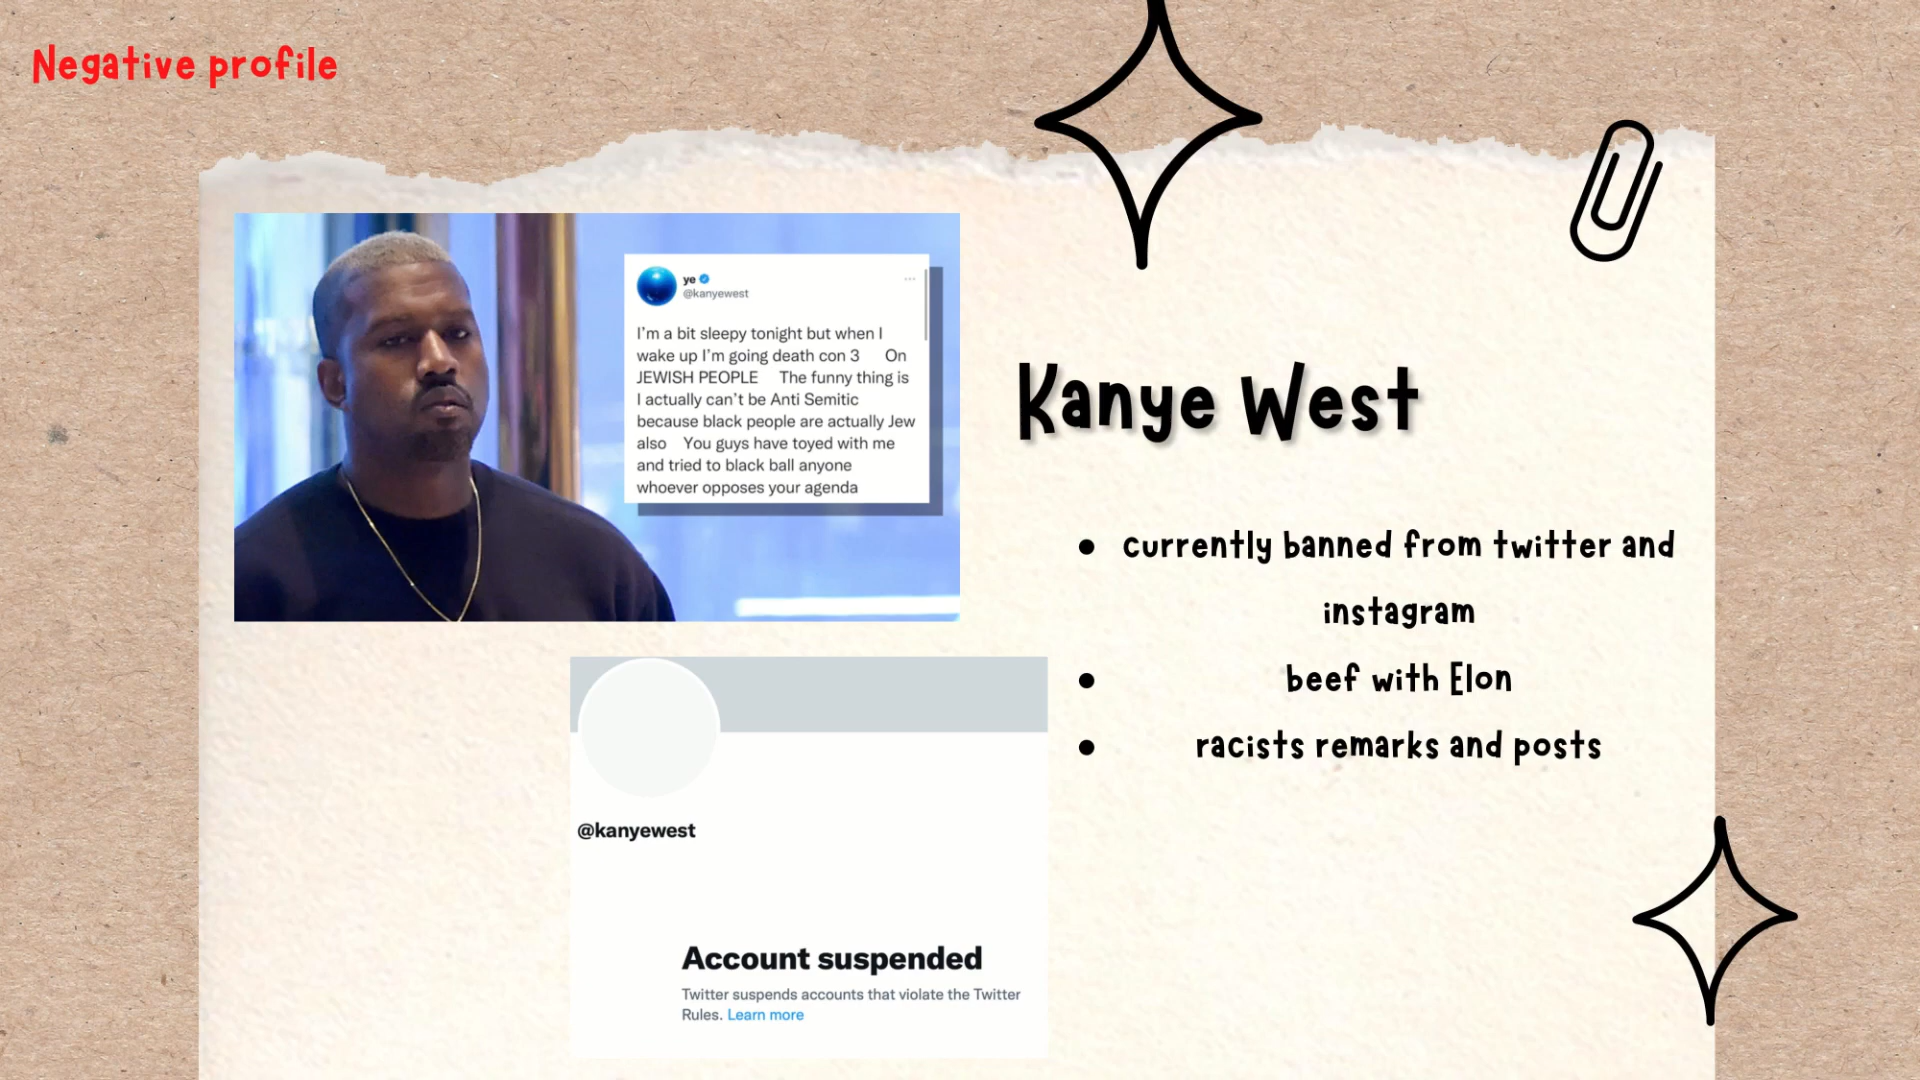 Negative profile
ye
@kanyewest
I'm a bit sleepy tonight but when I
wake up I'm going death con 3 On
JEWISH PEOPLE The funny thing is
I actually can't be Anti Semitic
because black people are actually Jew
also You guys have toyed with me
and tried to black ball anyone
whoever opposes your agenda
Kanye West
• currently banned from twitter and
instagram
• beef with Elon
• racists remarks and posts
@kanyewest
Account suspended
Twitter suspends accounts that violate the Twitter
Rules. Learn more